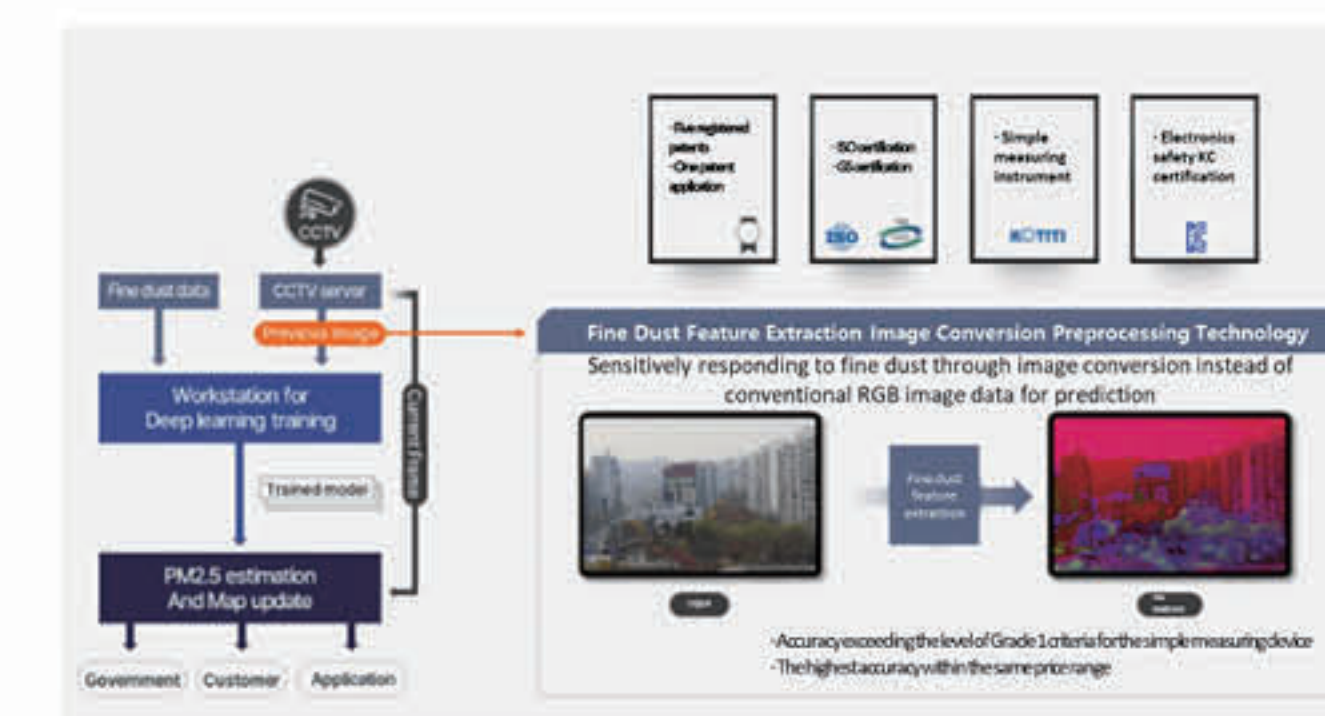 -Five registered
patents
-One patent
application
-ISO certification
-GS certification
ISO
- Simple
measuring
instrument
KOTITI
- Electronics
safety KC
certification
CCTV
Fine dust data
CCTV server
Previous image
Workstation for
Deep learning training
Current Frame
Trained model
PM2.5 estimation
And Map update
Government
Customer
Application
Fine Dust Feature Extraction Image Conversion Preprocessing Technology
Sensitively responding to fine dust through image conversion instead of
conventional RGB image data for prediction
Fine dust
feature
extraction
-Accuracy exceeding the level of Grade 1 criteria for the simple measuring device
-The highest accuracy within the same price range